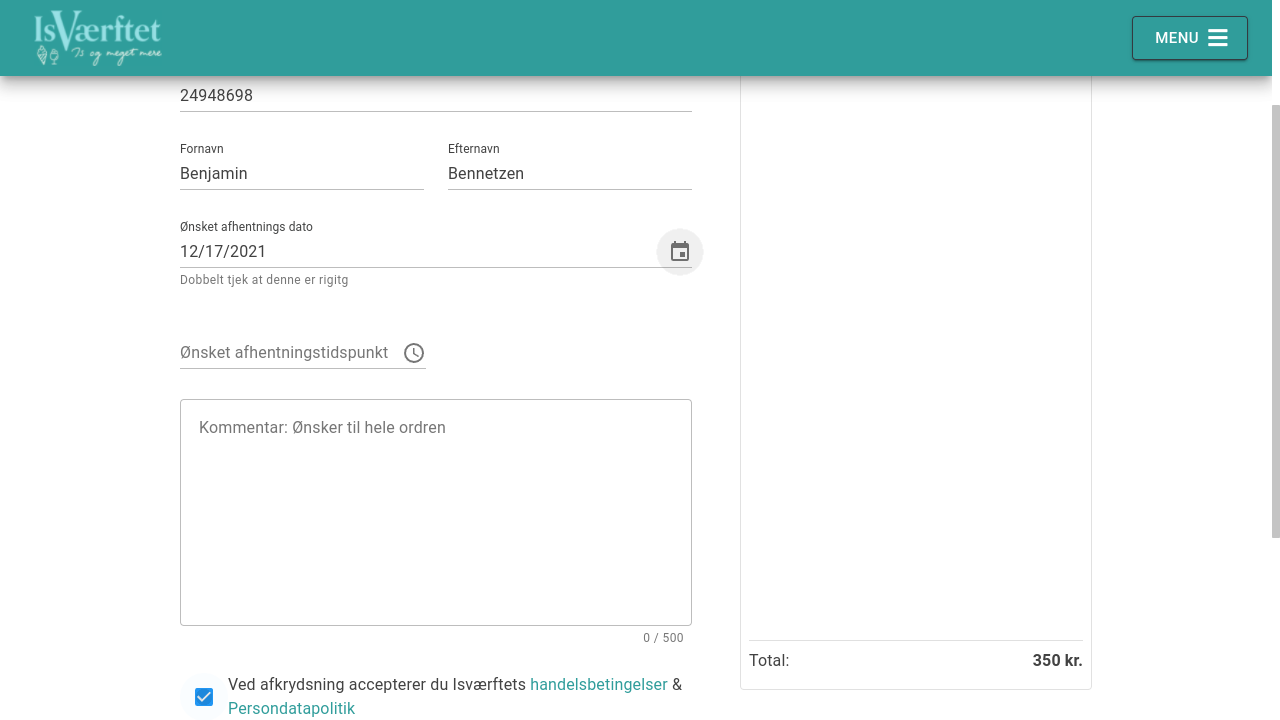 IsVærftet
Is og meget mere
MENU
24948698
Fornavn
Efternavn
Benjamin
Bennetzen
Ønsket afhentnings dato
12/17/2021
Dobbelt tjek at denne er rigitg
Ønsket afhentningstidspunkt
Kommentar: Ønsker til hele ordren
0 / 500
Ved afkrydsning accepterer du Isværftets handelsbetingelser &
Persondatapolitik
Total:
350 kr.